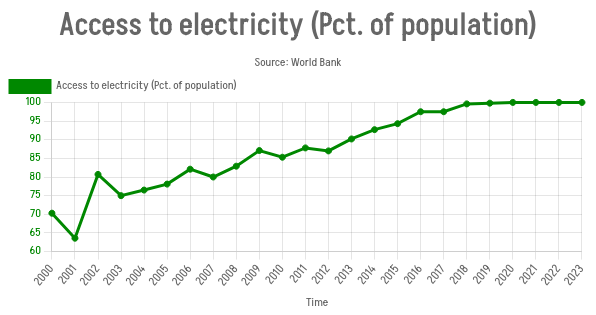 Access to electricity (Pct. of population)
Source: World Bank
Access to electricity (Pct. of population)
100
95
90
85
80
75
70
65
60
2000 2001 2002 2003 2004 2005 2006 2007 2008 2009 2010 2011 2012 2013 2014 2015 2016 2017 2018 2019 2020 2021 2022 2023
Time